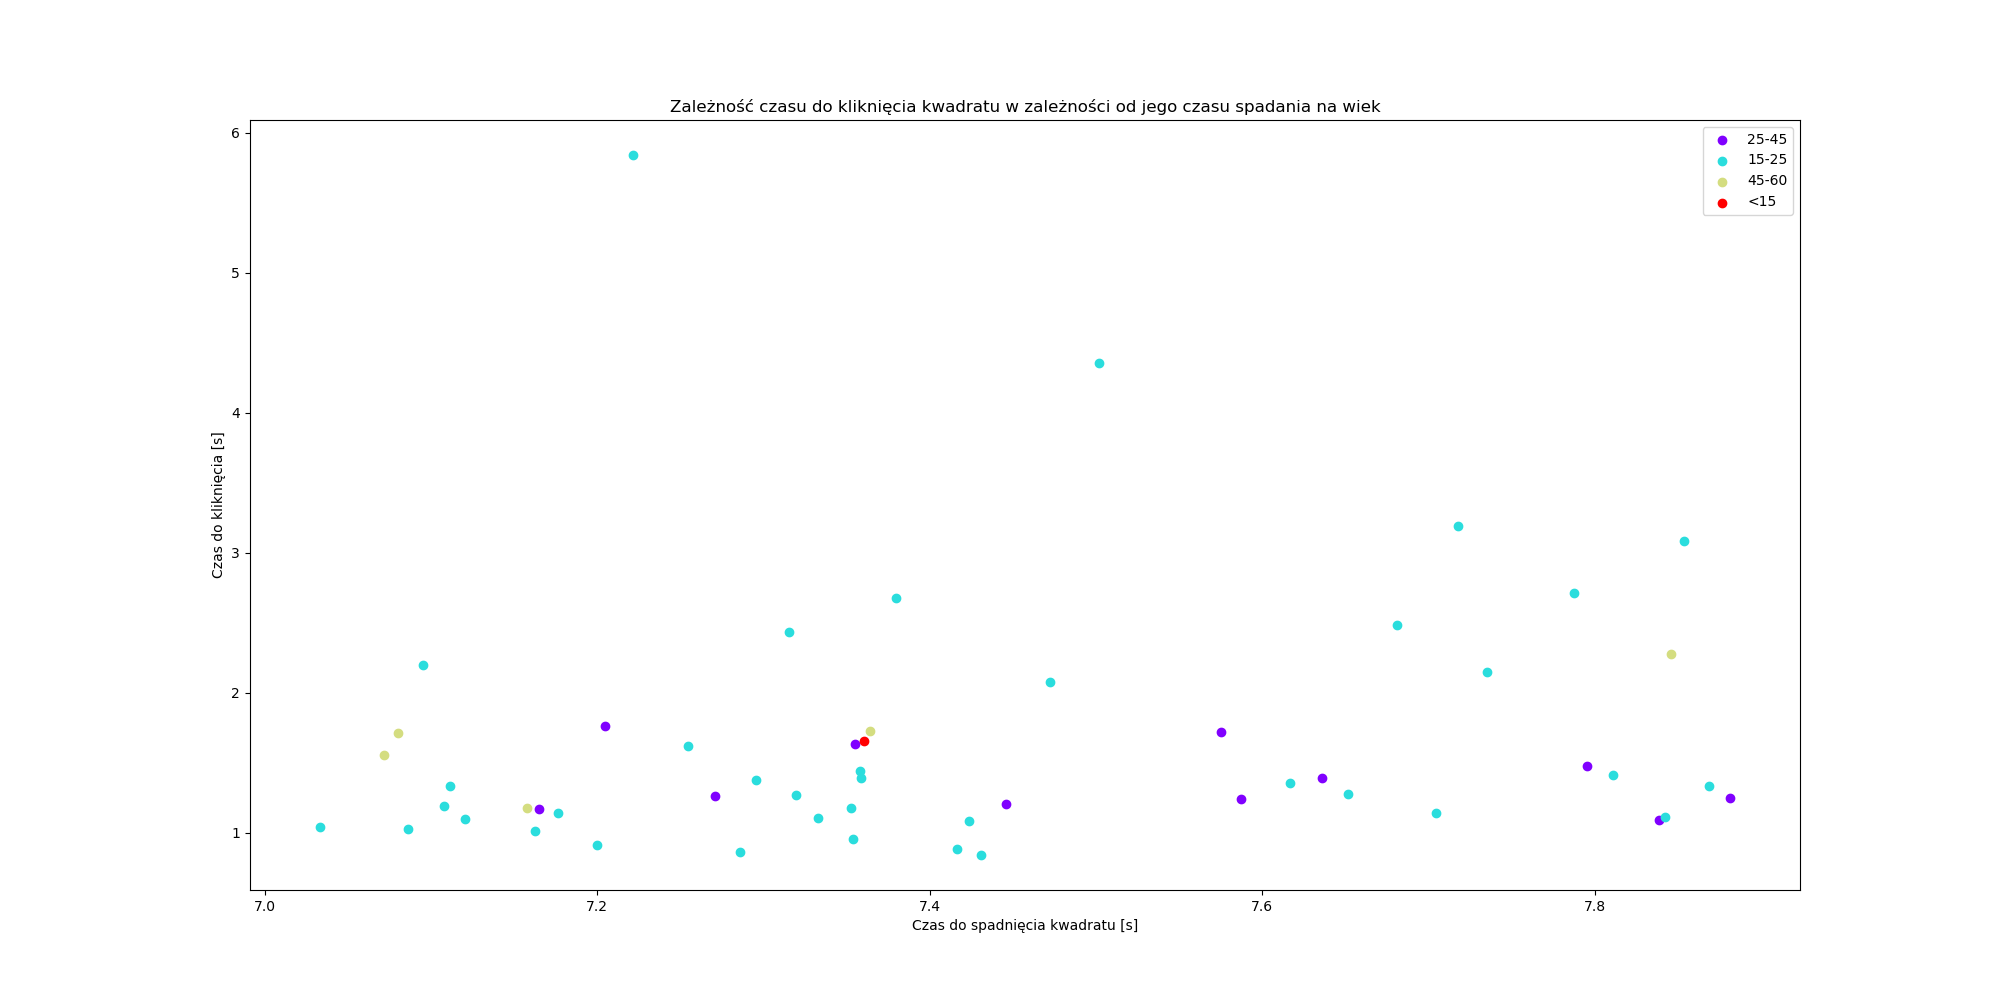 Zależność czasu do kliknięcia kwadratu w zależności od jego czasu spadania na wiek
25-45
15-25
45-60
<15
6
5
4
3
2
1
Czas do kliknięcia [s]
7.0 7.2 7.4 7.6 7.8
Czas do spadnięcia kwadratu [s]